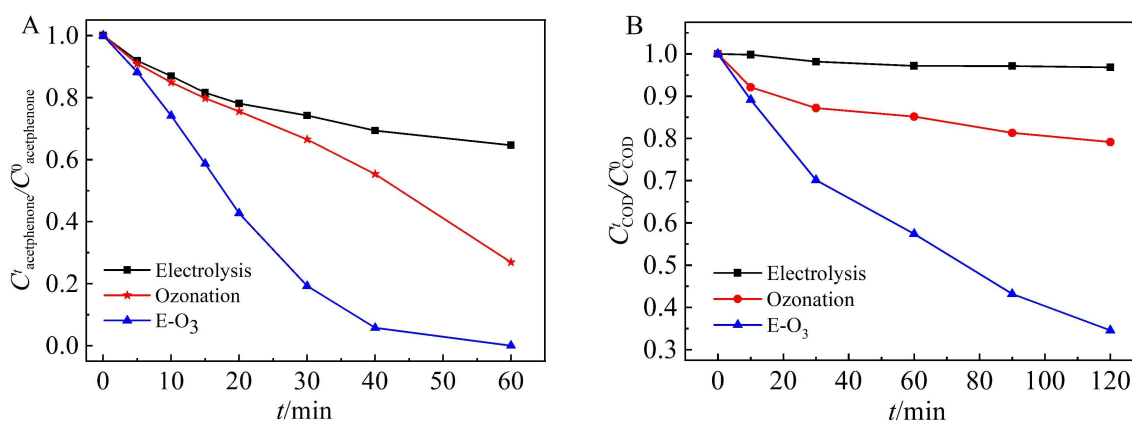 A
1.0
0.8
0.6
0.4
0.2
0.0
C^t_acetphenone/C^0_acetphenone
Electrolysis
Ozonation
E-O₃
0 10 20 30 40 50 60
t/min
B
1.0
0.9
0.8
0.7
0.6
0.5
0.4
0.3
C^t_COD/C^0_COD
Electrolysis
Ozonation
E-O₃
0 20 40 60 80 100 120
t/min